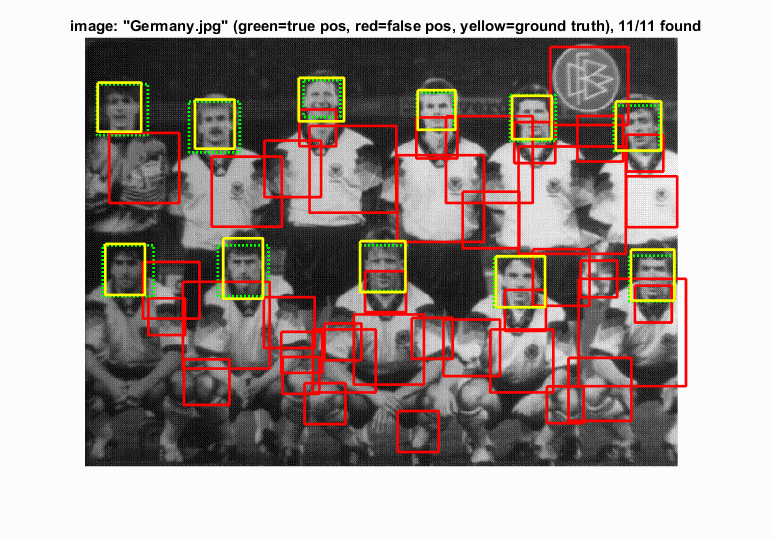 image: "Germany.jpg" (green=true pos, red=false pos, yellow=ground truth), 11/11 found